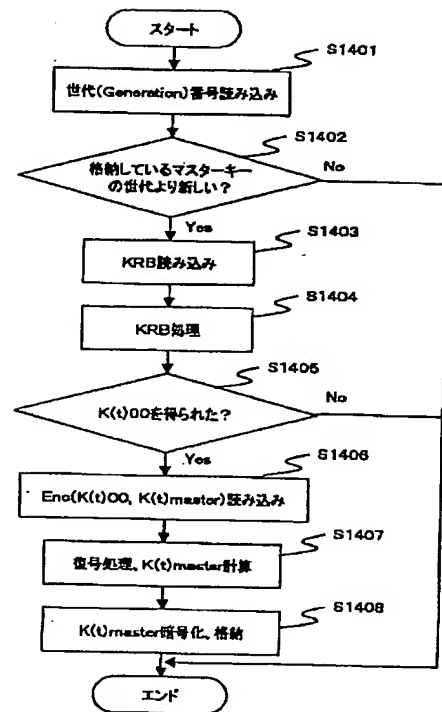 スタート
S1401
世代(Generation)番号読み込み
S1402
格納しているマスターキー
の世代より新しい?
No
Yes
S1403
KRB読み込み
S1404
KRB処理
S1405
K(t)00を得られた?
No
Yes
S1406
Enc(K(t)00、K(t)master)読み込み
S1407
復号処理、K(t)master計算
S1408
K(t)master暗号化、格納
エンド